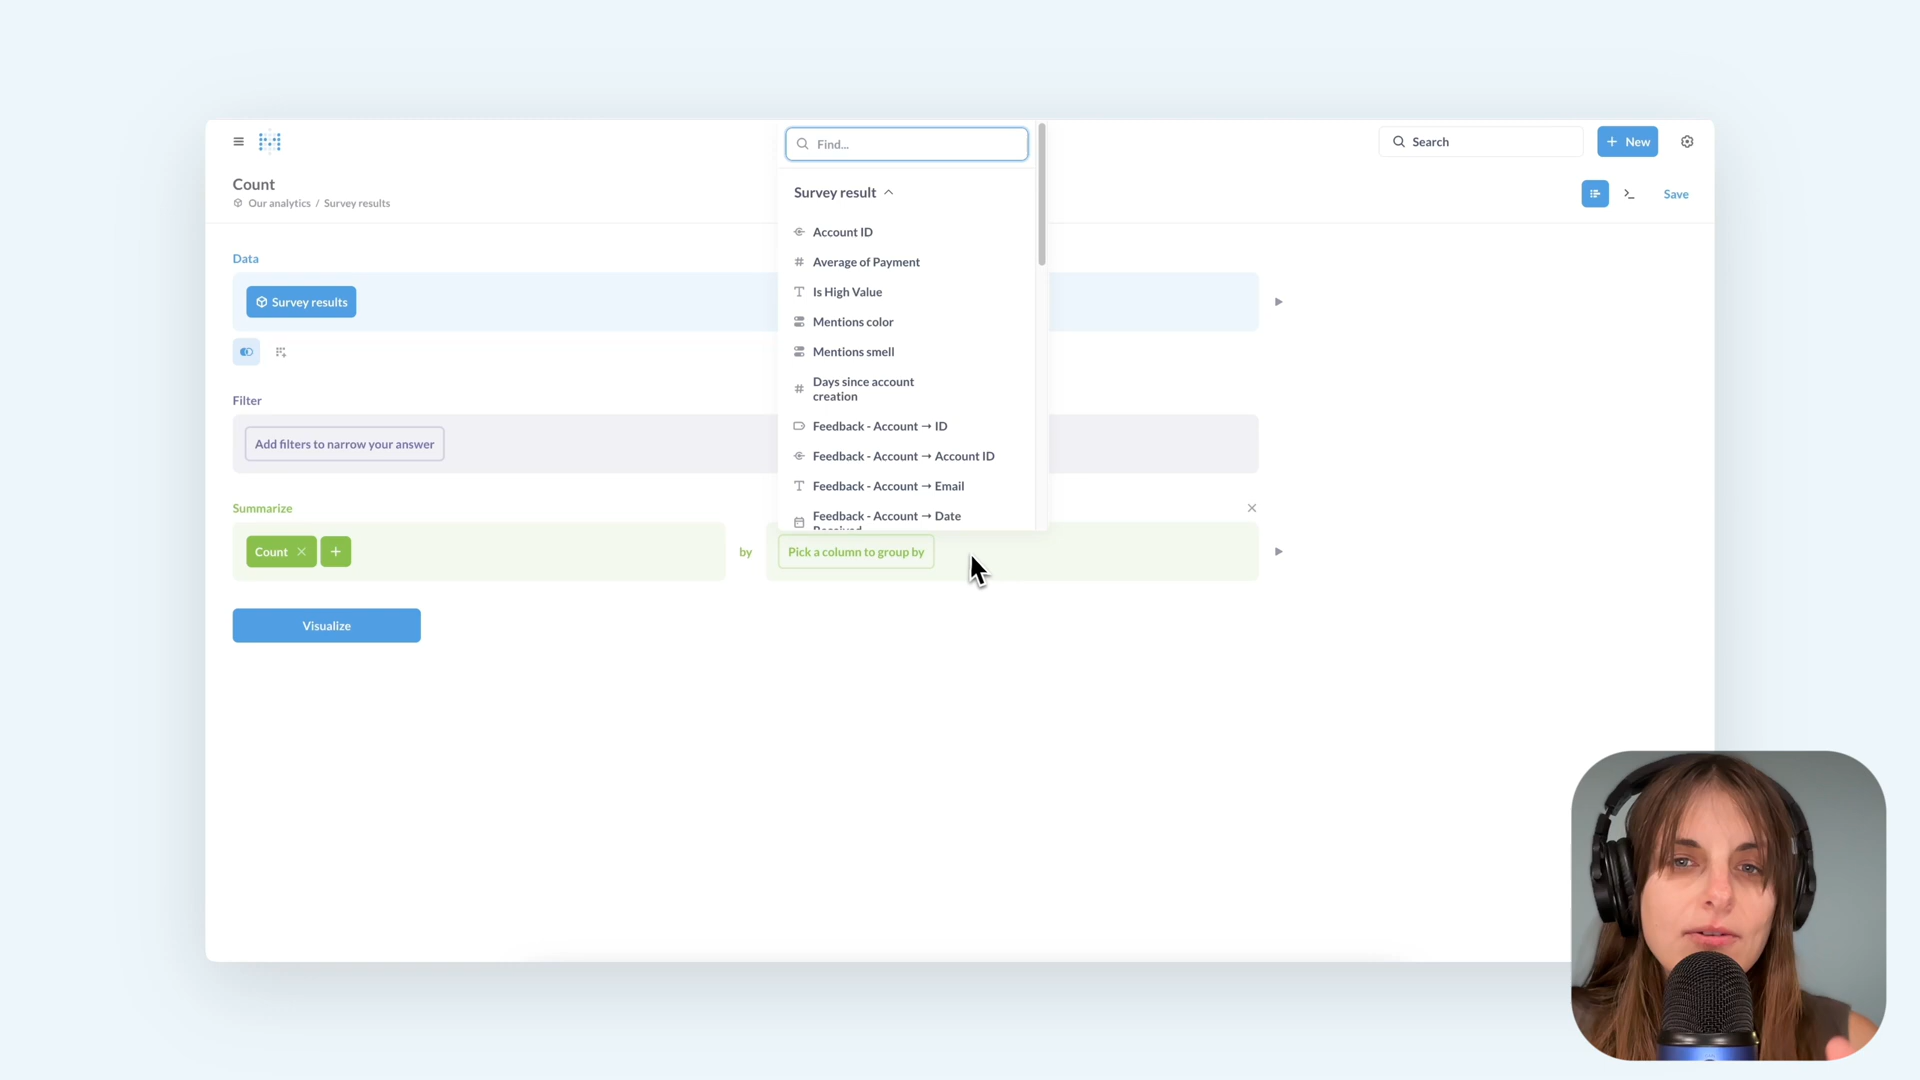 Find...
Search
+ New
Count
Our analytics / Survey results
Save
Survey result
Account ID
Average of Payment
Is High Value
Mentions color
Mentions smell
Days since account
creation
Feedback - Account → ID
Feedback - Account → Account ID
Feedback - Account → Email
Feedback - Account → Date
Received
Data
Survey results
Filter
Add filters to narrow your answer
Summarize
Count
+
by
Pick a column to group by
Visualize